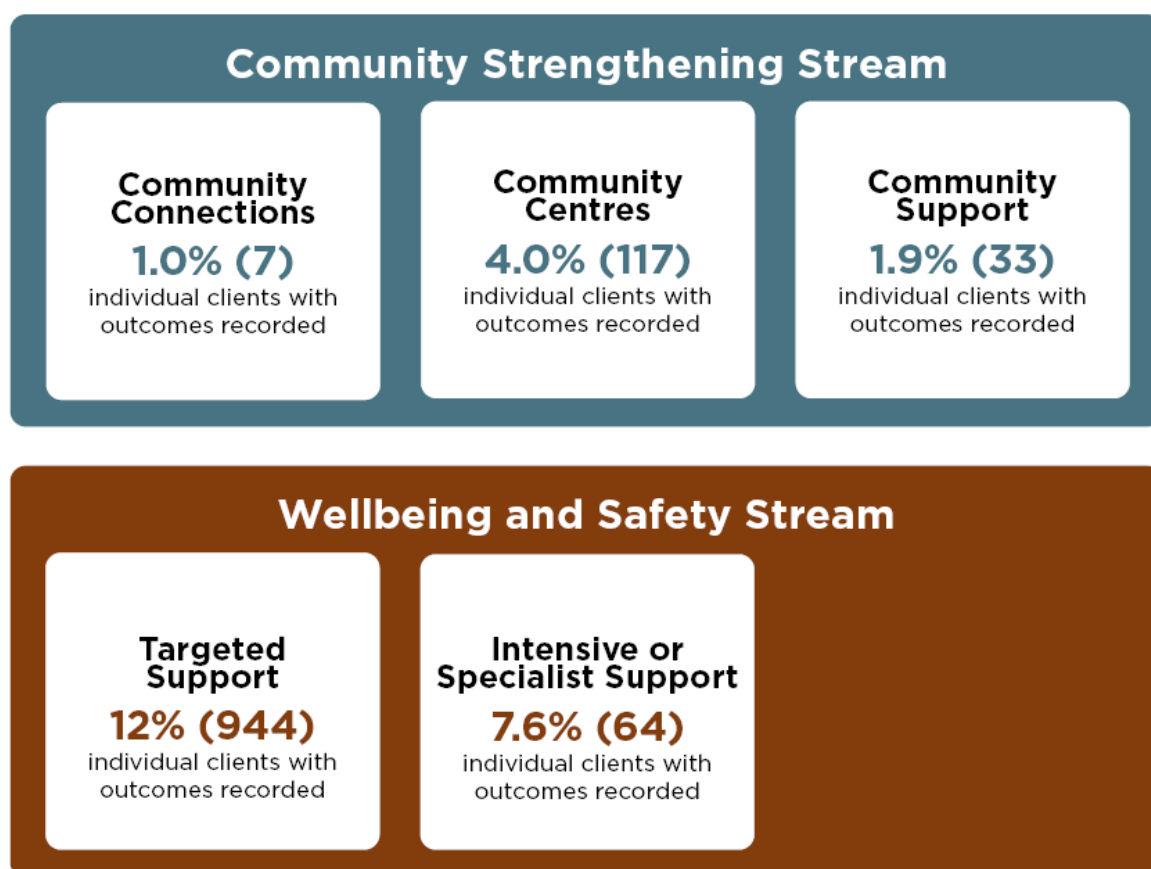 Community Strengthening Stream
Community
Connections
1.0% (7)
individual clients with
outcomes recorded
Community
Centres
4.0% (117)
individual clients with
outcomes recorded
Community
Support
1.9% (33)
individual clients with
outcomes recorded
Wellbeing and Safety Stream
Targeted
Support
12% (944)
individual clients with
outcomes recorded
Intensive or
Specialist Support
7.6% (64)
individual clients with
outcomes recorded